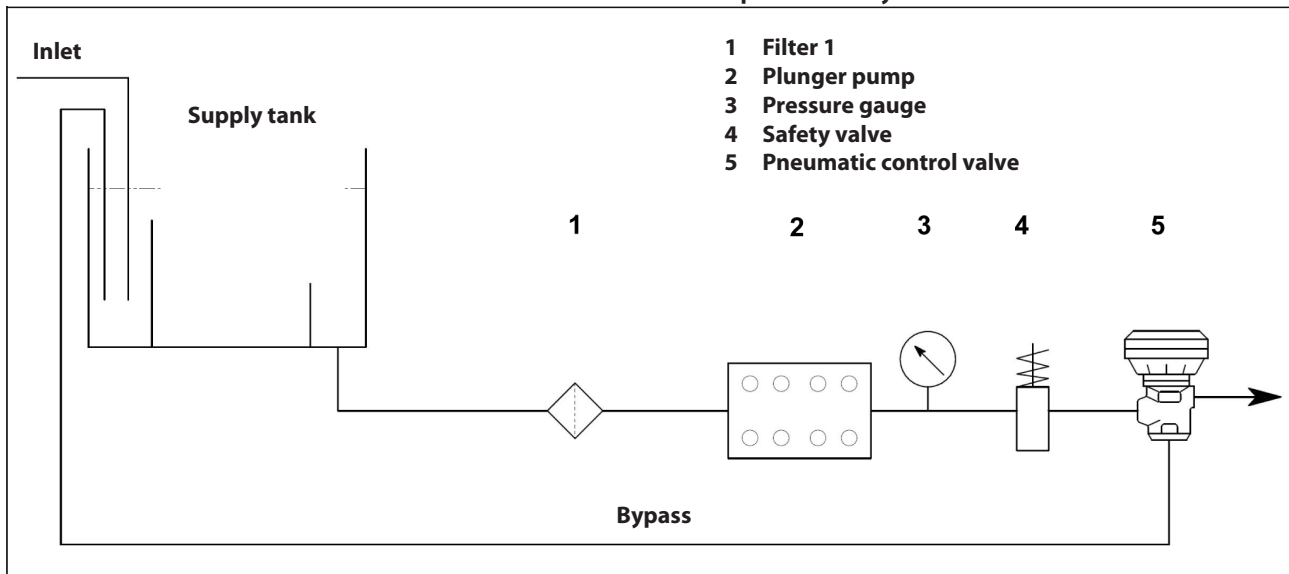 Inlet
Supply tank
1 Filter 1
2 Plunger pump
3 Pressure gauge
4 Safety valve
5 Pneumatic control valve
1 2 3 4 5
Bypass